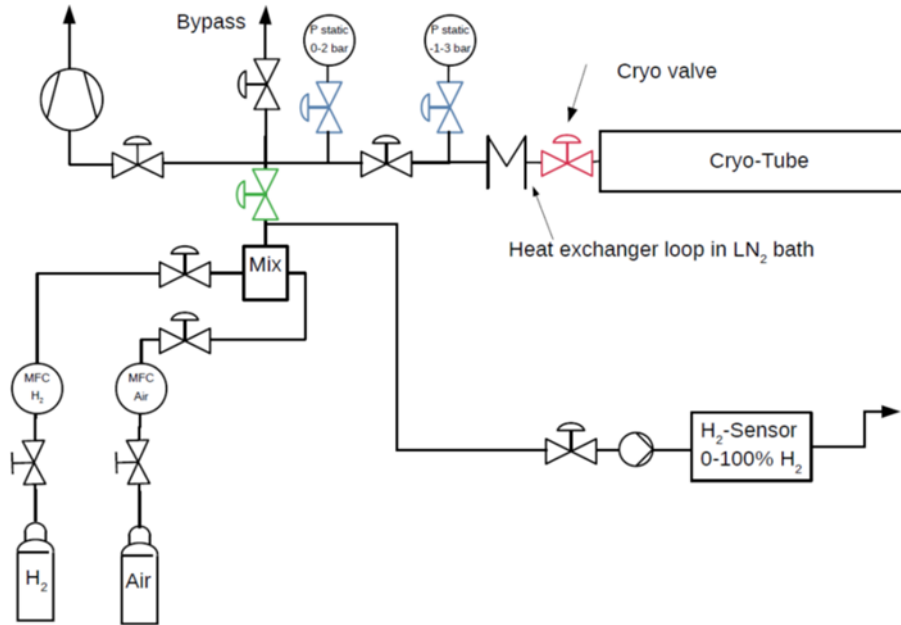 Bypass
P static
0-2 bar
P static
-1-3 bar
Cryo valve
Cryo-Tube
Heat exchanger loop in LN₂ bath
Mix
MFC
H₂
MFC
Air
H₂-Sensor
0-100% H₂
H₂
Air